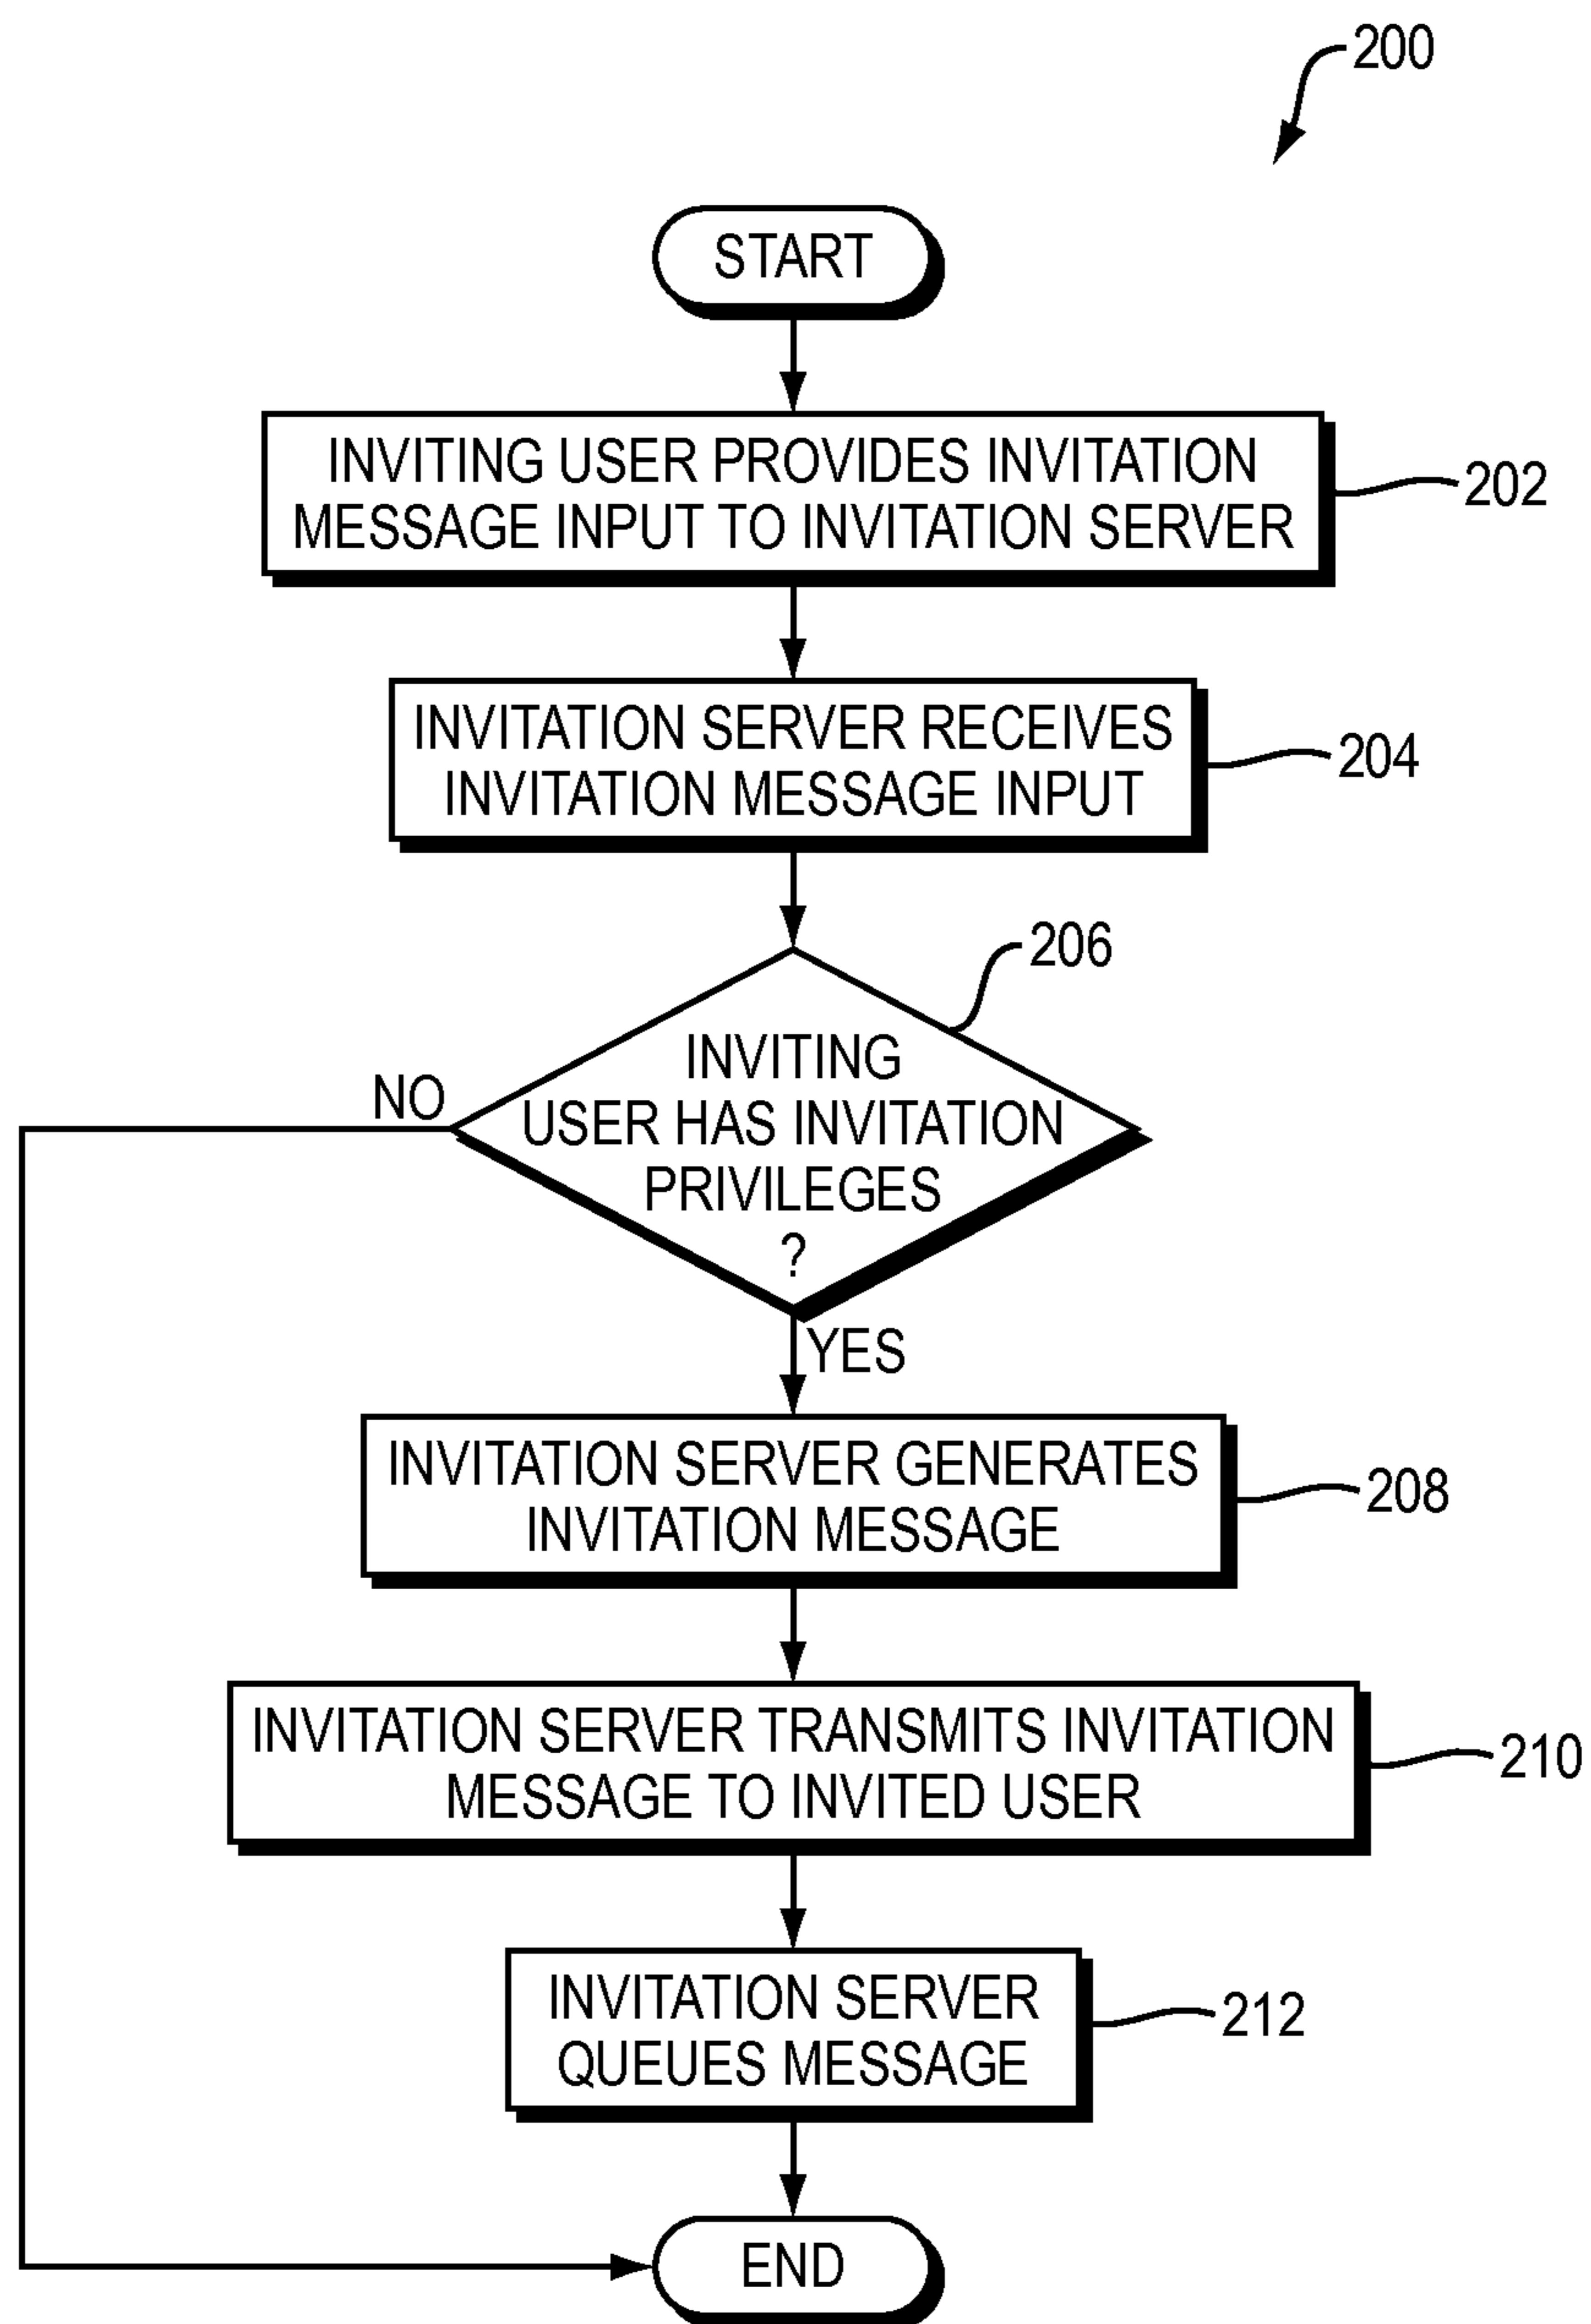 200
START
INVITING USER PROVIDES INVITATION
MESSAGE INPUT TO INVITATION SERVER
202
INVITATION SERVER RECEIVES
INVITATION MESSAGE INPUT
204
206
INVITING
USER HAS INVITATION
PRIVILEGES
?
NO
YES
INVITATION SERVER GENERATES
INVITATION MESSAGE
208
INVITATION SERVER TRANSMITS INVITATION
MESSAGE TO INVITED USER
210
INVITATION SERVER
QUEUES MESSAGE
212
END